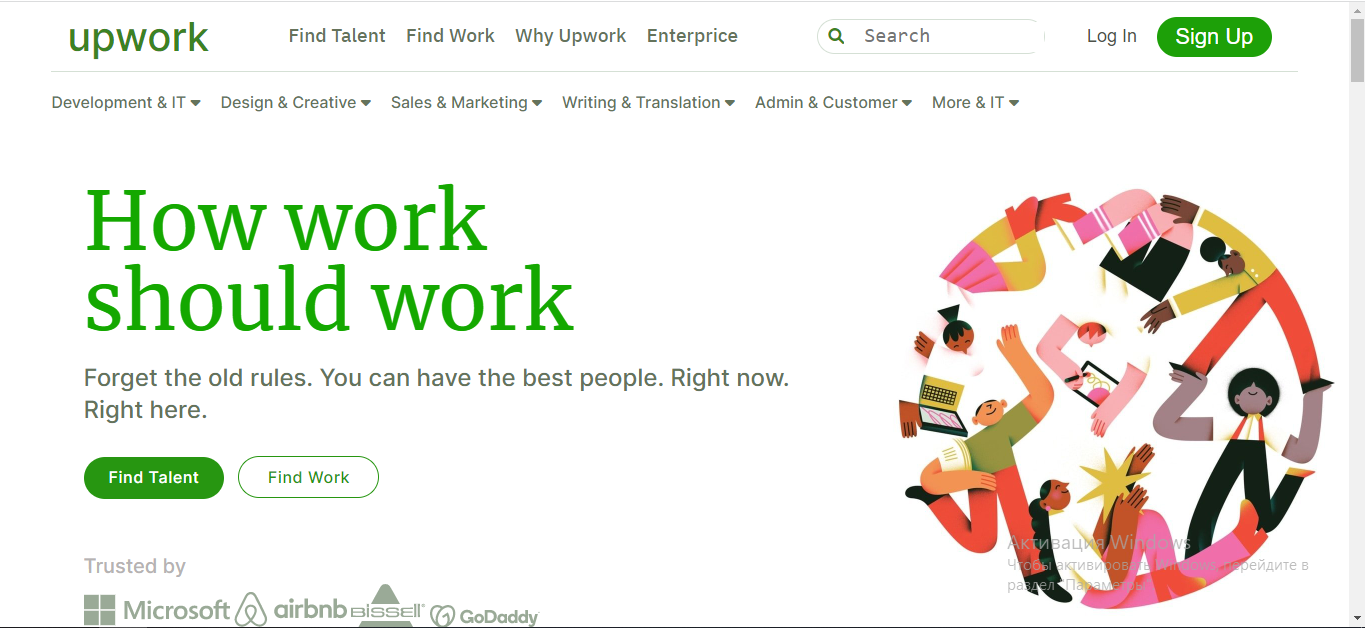 upwork
Find Talent Find Work Why Upwork Enterprice
Search
Log In
Sign Up
Development & IT Design & Creative Sales & Marketing Writing & Translation Admin & Customer More & IT
How work
should work
Forget the old rules. You can have the best people. Right now.
Right here.
Find Talent Find Work
Trusted by
Microsoft airbnb BISSELL GoDaddy
Активация Windows
Чтобы активировать Windows, перейдите в
раздел "Параметры".